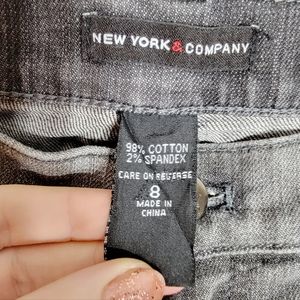 NEW YORK & COMPANY
98% COTTON
2% SPANDEX
CARE ON REVERSE
8
MADE IN
CHINA